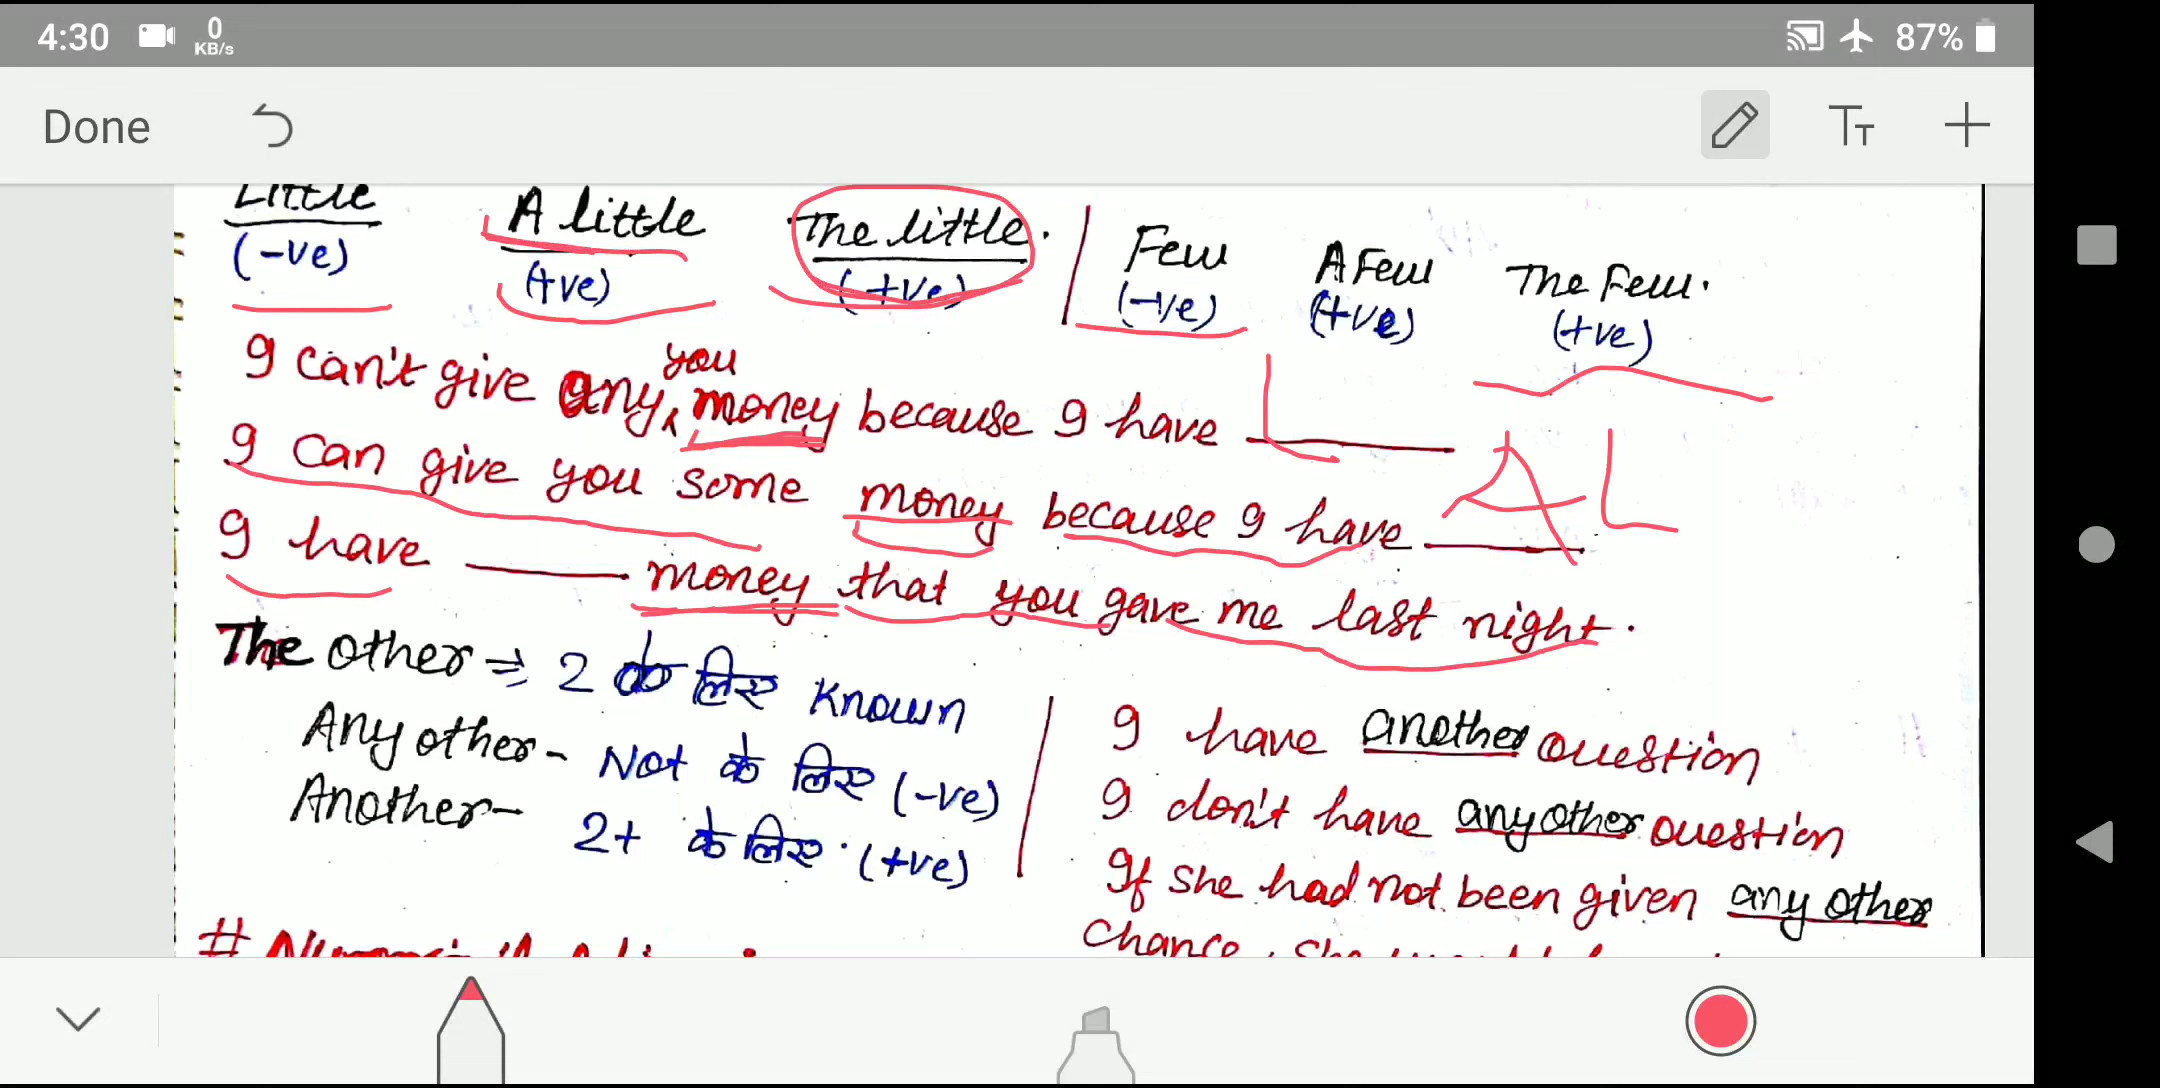 4:30 0 KB/s 87%
Done TT
Little A little The little. Few A Few The Few.
(-ve) (+ve) (+ve) (-ve) (+ve) (+ve)
I can't give any you money because I have
I can give you some money because I have AL
I have money that you gave me last night.
The other ⇒ 2 के लिए Known
Any other - Not के लिए (-ve)
Another - 2+ के लिए. (+ve)
I have another question
I don't have any other question
If she had not been given any other
chance, she
#